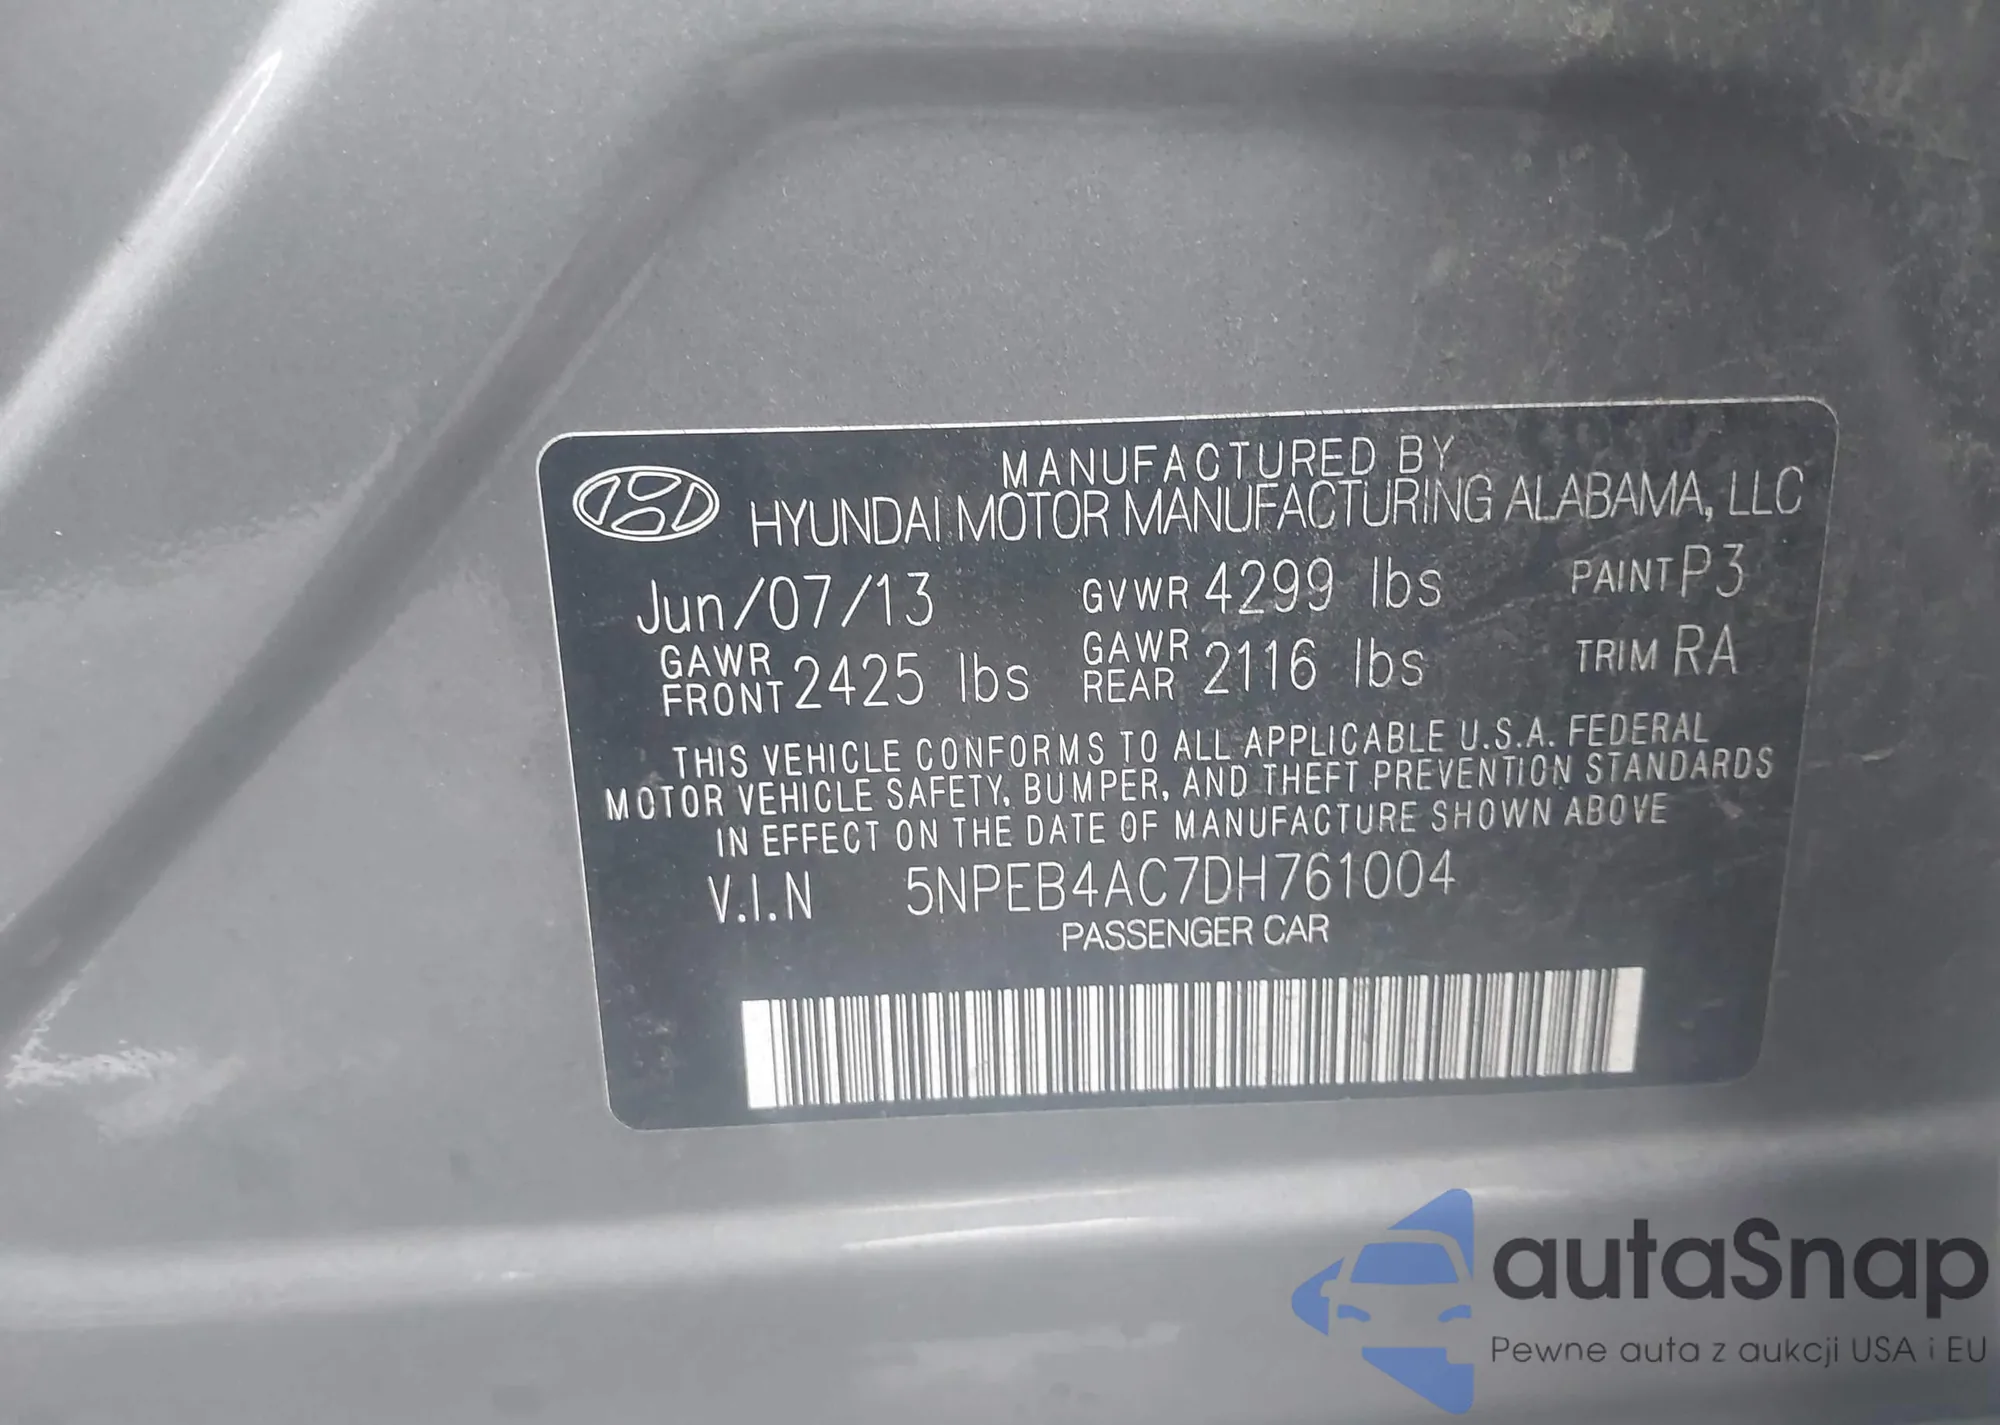 MANUFACTURED BY
HYUNDAI MOTOR MANUFACTURING ALABAMA, LLC
Jun/07/13 GVWR 4299 lbs PAINT P3
GAWR FRONT 2425 lbs GAWR REAR 2116 lbs TRIM RA
THIS VEHICLE CONFORMS TO ALL APPLICABLE U.S.A. FEDERAL
MOTOR VEHICLE SAFETY, BUMPER, AND THEFT PREVENTION STANDARDS
IN EFFECT ON THE DATE OF MANUFACTURE SHOWN ABOVE
V.I.N 5NPEB4AC7DH761004
PASSENGER CAR
autaSnap
Pewne auta z aukcji USA i EU